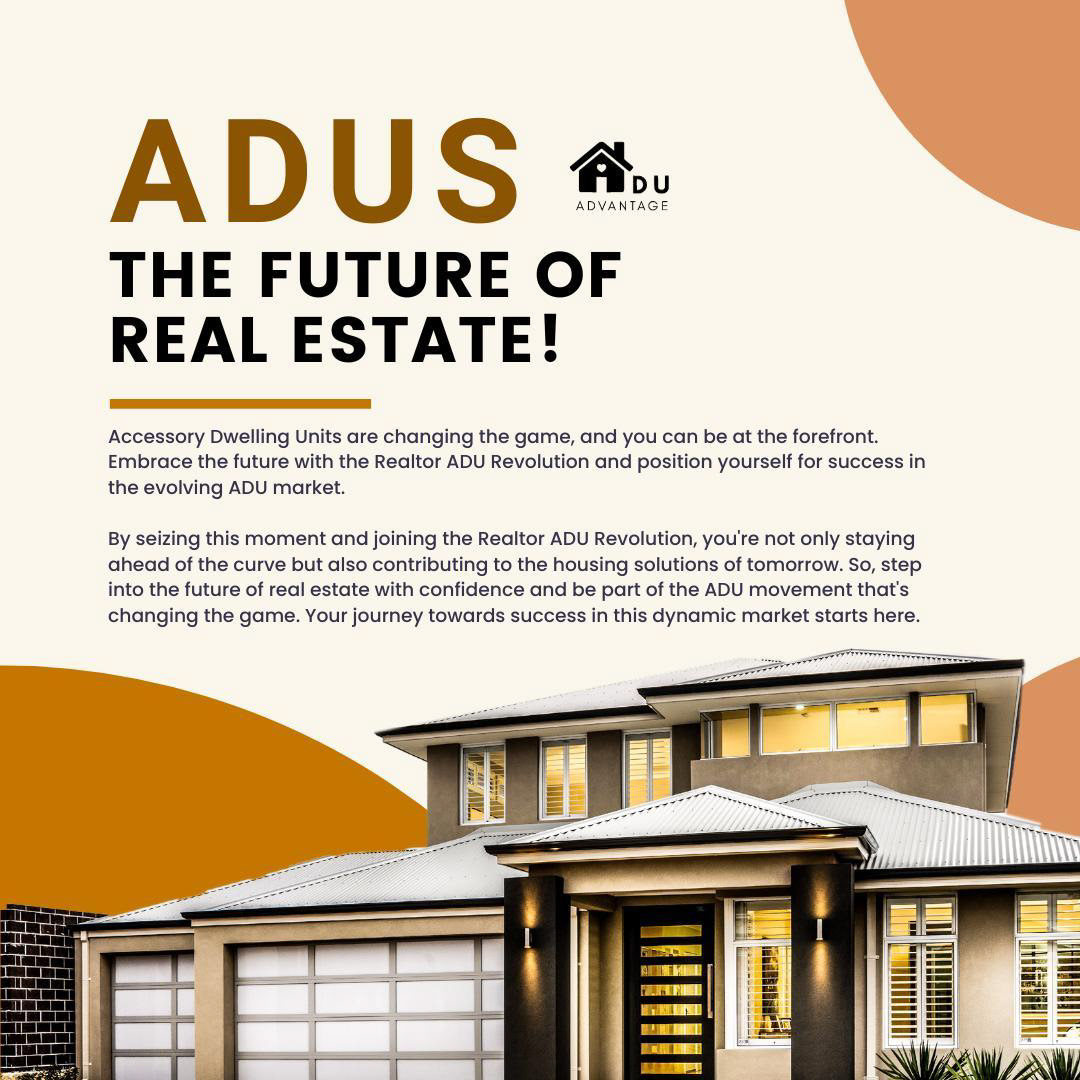 ADUS
DU
ADVANTAGE
THE FUTURE OF
REAL ESTATE!
Accessory Dwelling Units are changing the game, and you can be at the forefront.
Embrace the future with the Realtor ADU Revolution and position yourself for success in
the evolving ADU market.
By seizing this moment and joining the Realtor ADU Revolution, you're not only staying
ahead of the curve but also contributing to the housing solutions of tomorrow. So, step
into the future of real estate with confidence and be part of the ADU movement that's
changing the game. Your journey towards success in this dynamic market starts here.